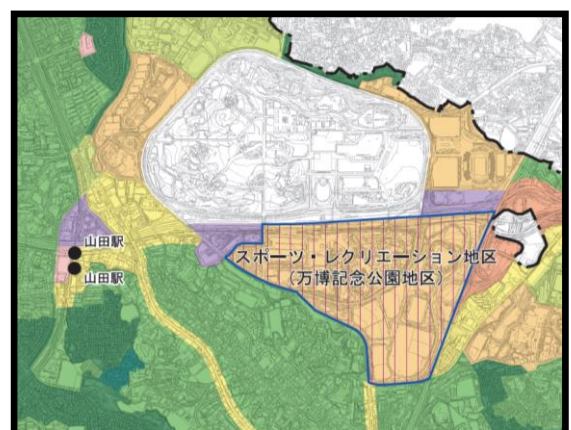 山田駅
山田駅
スポーツ・レクリエーション地区
（万博記念公園地区）